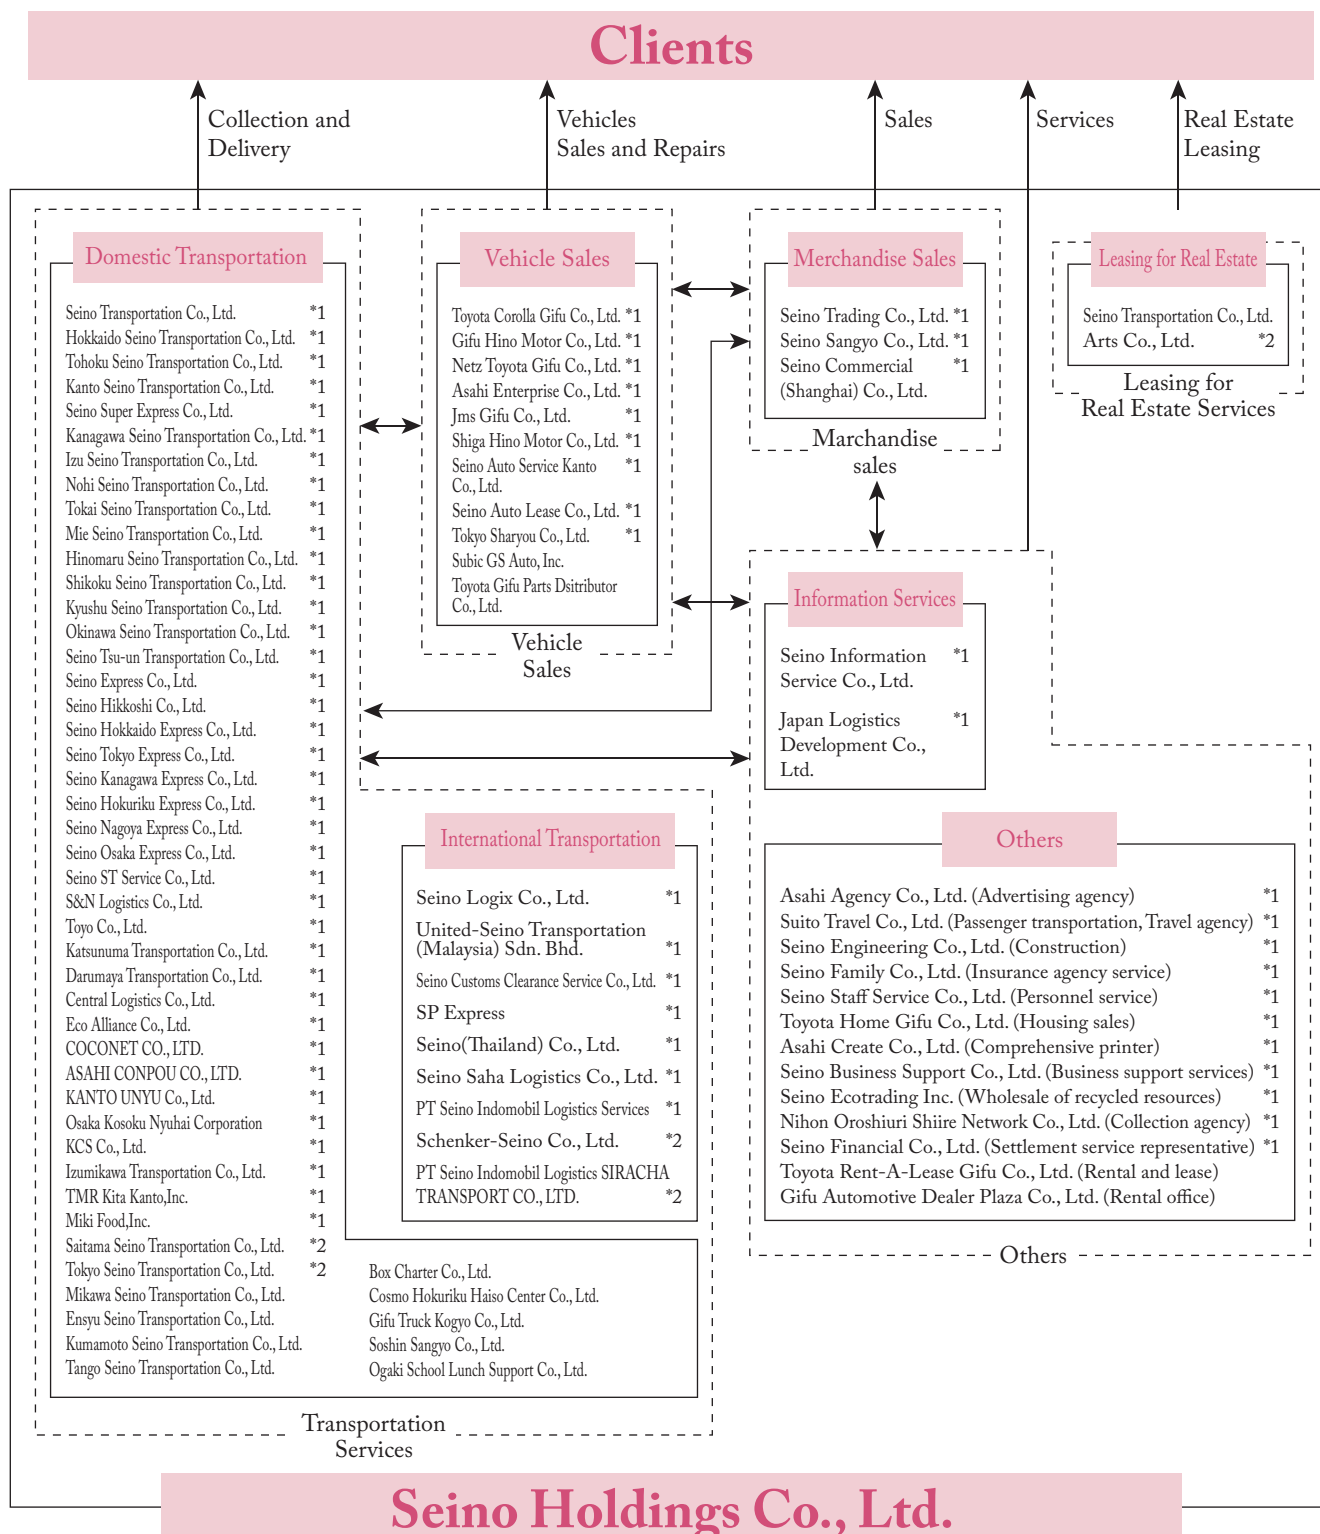 Clients
Collection and
Delivery
Vehicles
Sales and Repairs
Sales
Services
Real Estate
Leasing
Domestic Transportation
Seino Transportation Co., Ltd. *1
Hokkaido Seino Transportation Co., Ltd. *1
Tohoku Seino Transportation Co., Ltd. *1
Kanto Seino Transportation Co., Ltd. *1
Seino Super Express Co., Ltd. *1
Kanagawa Seino Transportation Co., Ltd. *1
Izu Seino Transportation Co., Ltd. *1
Nohi Seino Transportation Co., Ltd. *1
Tokai Seino Transportation Co., Ltd. *1
Mie Seino Transportation Co., Ltd. *1
Hinomaru Seino Transportation Co., Ltd. *1
Shikoku Seino Transportation Co., Ltd. *1
Kyushu Seino Transportation Co., Ltd. *1
Okinawa Seino Transportation Co., Ltd. *1
Seino Tsu-un Transportation Co., Ltd. *1
Seino Express Co., Ltd. *1
Seino Hikkoshi Co., Ltd. *1
Seino Hokkaido Express Co., Ltd. *1
Seino Tokyo Express Co., Ltd. *1
Seino Kanagawa Express Co., Ltd. *1
Seino Hokuriku Express Co., Ltd. *1
Seino Nagoya Express Co., Ltd. *1
Seino Osaka Express Co., Ltd. *1
Seino ST Service Co., Ltd. *1
S&N Logistics Co., Ltd. *1
Toyo Co., Ltd. *1
Katsunuma Transportation Co., Ltd. *1
Darumaya Transportation Co., Ltd. *1
Central Logistics Co., Ltd. *1
Eco Alliance Co., Ltd. *1
COCONET CO., LTD. *1
ASAHI CONPOU CO., LTD. *1
KANTO UNYU Co., Ltd. *1
Osaka Kosoku Nyuhai Corporation *1
KCS Co., Ltd. *1
Izumikawa Transportation Co., Ltd. *1
TMR Kita Kanto,Inc. *1
Miki Food,Inc. *1
Saitama Seino Transportation Co., Ltd. *2
Tokyo Seino Transportation Co., Ltd. *2
Mikawa Seino Transportation Co., Ltd.
Ensyu Seino Transportation Co., Ltd.
Kumamoto Seino Transportation Co., Ltd.
Tango Seino Transportation Co., Ltd.
Box Charter Co., Ltd.
Cosmo Hokuriku Haiso Center Co., Ltd.
Gifu Truck Kogyo Co., Ltd.
Soshin Sangyo Co., Ltd.
Ogaki School Lunch Support Co., Ltd.
International Transportation
Seino Logix Co., Ltd. *1
United-Seino Transportation
(Malaysia) Sdn. Bhd. *1
Seino Customs Clearance Service Co., Ltd. *1
SP Express *1
Seino(Thailand) Co., Ltd. *1
Seino Saha Logistics Co., Ltd. *1
PT Seino Indomobil Logistics Services *1
Schenker-Seino Co., Ltd. *2
PT Seino Indomobil Logistics SIRACHA
TRANSPORT CO., LTD. *2
Transportation
Services
Vehicle Sales
Toyota Corolla Gifu Co., Ltd. *1
Gifu Hino Motor Co., Ltd. *1
Netz Toyota Gifu Co., Ltd. *1
Asahi Enterprise Co., Ltd. *1
Jms Gifu Co., Ltd. *1
Shiga Hino Motor Co., Ltd. *1
Seino Auto Service Kanto *1
Co., Ltd.
Seino Auto Lease Co., Ltd. *1
Tokyo Sharyou Co., Ltd. *1
Subic GS Auto, Inc.
Toyota Gifu Parts Dsitributor
Co., Ltd.
Vehicle
Sales
Merchandise Sales
Seino Trading Co., Ltd. *1
Seino Sangyo Co., Ltd. *1
Seino Commercial *1
(Shanghai) Co., Ltd.
Marchandise
sales
Leasing for Real Estate
Seino Transportation Co., Ltd.
Arts Co., Ltd. *2
Leasing for
Real Estate Services
Information Services
Seino Information *1
Service Co., Ltd.
Japan Logistics *1
Development Co.,
Ltd.
Others
Asahi Agency Co., Ltd. (Advertising agency) *1
Suito Travel Co., Ltd. (Passenger transportation, Travel agency) *1
Seino Engineering Co., Ltd. (Construction) *1
Seino Family Co., Ltd. (Insurance agency service) *1
Seino Staff Service Co., Ltd. (Personnel service) *1
Toyota Home Gifu Co., Ltd. (Housing sales) *1
Asahi Create Co., Ltd. (Comprehensive printer) *1
Seino Business Support Co., Ltd. (Business support services) *1
Seino Ecotrading Inc. (Wholesale of recycled resources) *1
Nihon Oroshiuri Shiire Network Co., Ltd. (Collection agency) *1
Seino Financial Co., Ltd. (Settlement service representative) *1
Toyota Rent-A-Lease Gifu Co., Ltd. (Rental and lease)
Gifu Automotive Dealer Plaza Co., Ltd. (Rental office)
Others
Seino Holdings Co., Ltd.